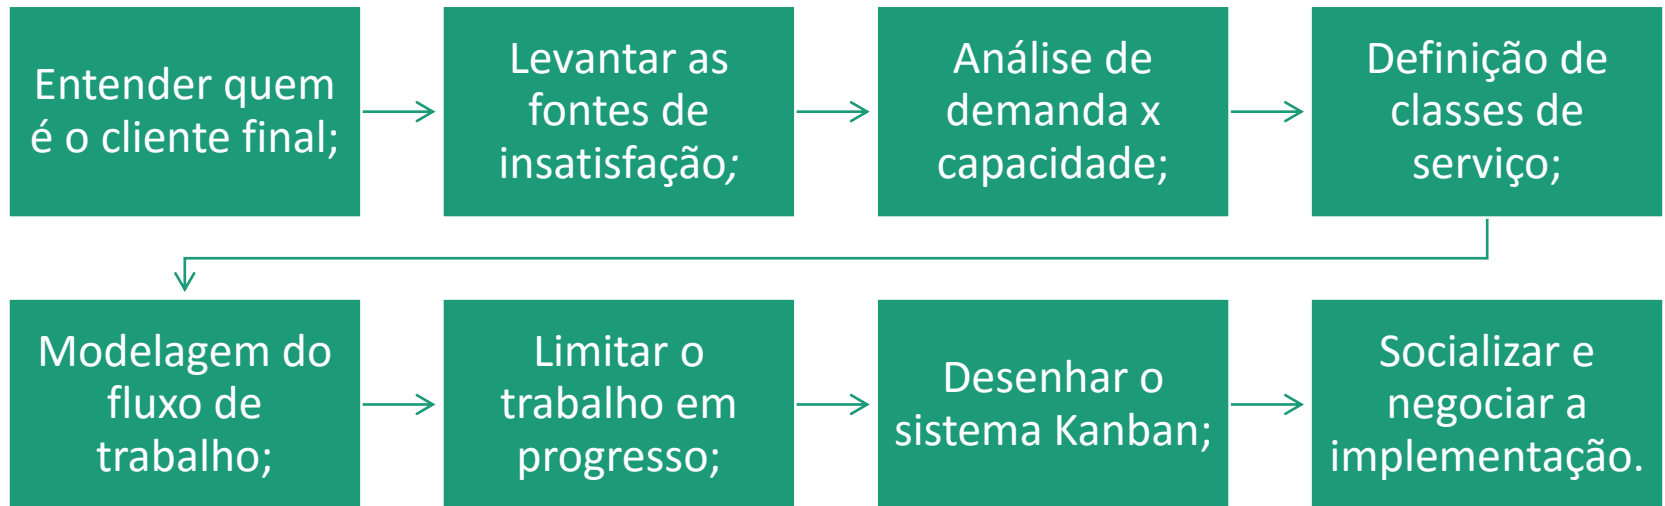 Entender quem
é o cliente final;
Levantar as
fontes de
insatisfação;
Análise de
demanda x
capacidade;
Definição de
classes de
serviço;
Modelagem do
fluxo de
trabalho;
Limitar o
trabalho em
progresso;
Desenhar o
sistema Kanban;
Socializar e
negociar a
implementação.